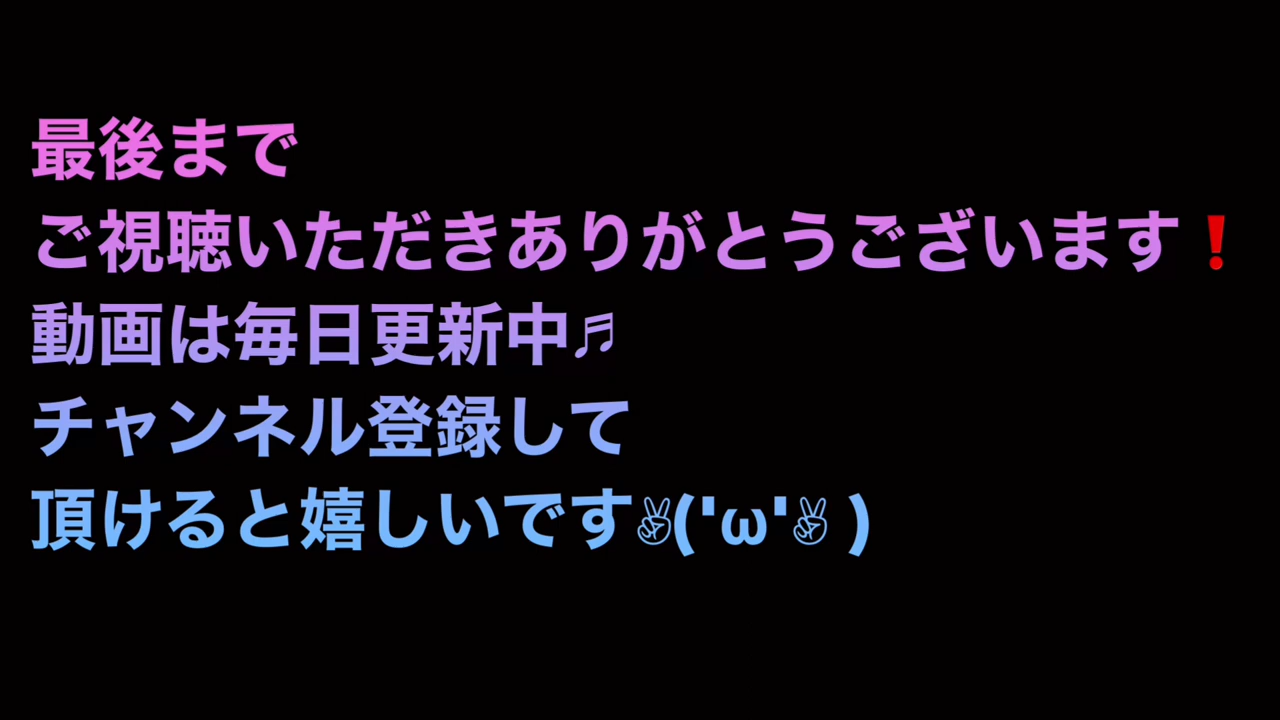 最後まで
ご視聴いただきありがとうございます❗
動画は毎日更新中♬
チャンネル登録して
頂けると嬉しいです✌('ω'✌ )